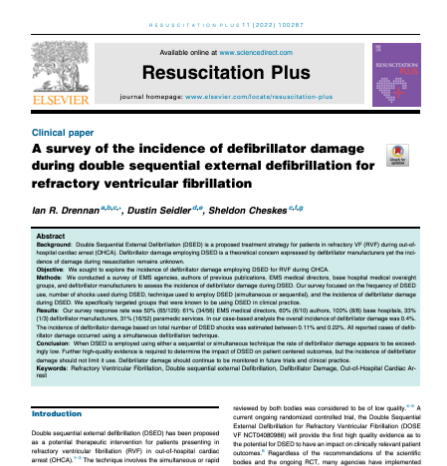 RESUSCITATION PLUS 11 (2022) 100287
Available online at www.sciencedirect.com
Resuscitation Plus
journal homepage: www.elsevier.com/locate/resuscitation-plus
ELSEVIER
RESUSCITATION
PLUS
Clinical paper
A survey of the incidence of defibrillator damage
during double sequential external defibrillation for
refractory ventricular fibrillation
Check for
updates
Ian R. Drennan a,b,c,*, Dustin Seidler d,e, Sheldon Cheskes c,f,g
Abstract
Background: Double Sequential External Defibrillation (DSED) is a proposed treatment strategy for patients in refractory VF (RVF) during out-of-
hospital cardiac arrest (OHCA). Defibrillator damage employing DSED is a theoretical concern expressed by defibrillator manufacturers yet the inci-
dence of damage during resuscitation remains unknown.
Objective: We sought to explore the incidence of defibrillator damage employing DSED for RVF during OHCA.
Methods: We conducted a survey of EMS agencies, authors of previous publications, EMS medical directors, base hospital medical oversight
groups, and defibrillator manufacturers to assess the incidence of defibrillator damage during DSED. Our survey focused on the frequency of DSED
use, number of shocks used during DSED, technique used to employ DSED (simultaneous or sequential), and the incidence of defibrillator damage
during DSED. We specifically targeted groups that were known to be using DSED in clinical practice.
Results: Our survey response rate was 50% (65/129): 61% (34/56) EMS medical directors, 60% (6/10) authors, 100% (8/8) base hospitals, 33%
(1/3) defibrillator manufacturers, 31% (16/52) paramedic services. In our case-based analysis the overall incidence of defibrillator damage was 0.4%.
The incidence of defibrillator damage based on total number of DSED shocks was estimated between 0.11% and 0.22%. All reported cases of defib-
rillator damage occurred using a simultaneous defibrillation technique.
Conclusion: When DSED is employed using either a sequential or simultaneous technique the rate of defibrillator damage appears to be exceed-
ingly low. Further high-quality evidence is required to determine the impact of DSED on patient centered outcomes, but the incidence of defibrillator
damage should not limit it use. Defibrillator damage should continue to be monitored in future trials and clinical practice.
Keywords: Refractory Ventricular Fibrillation, Double sequential External Defibrillation, Defibrillator Damage, Out-of-Hospital Cardiac Ar-
rest
Introduction
Double sequential external defibrillation (DSED) has been proposed
as a potential therapeutic intervention for patients presenting in
refractory ventricular fibrillation (RVF) in out-of-hospital cardiac
arrest (OHCA). The technique involves the simultaneous or rapid
reviewed by both bodies was considered to be of low quality. A
current ongoing randomized controlled trial, the Double Sequential
External Defibrillation for Refractory Ventricular Fibrillation (DOSE
VF NCT04080986) will provide the first high quality evidence as to
the potential for DSED to have an impact on clinically relevant patient
outcomes. Regardless of the recommendations of the scientific
bodies and the ongoing RCT, many agencies have implemented